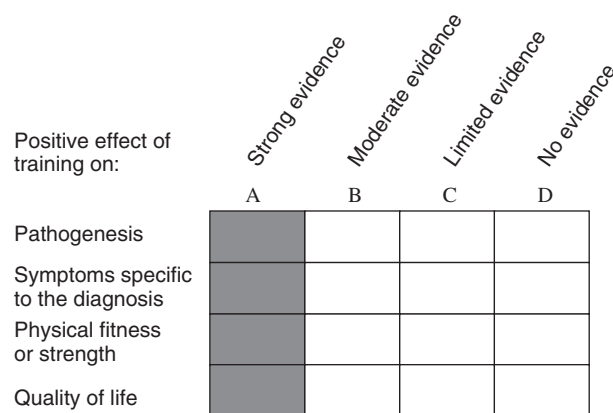 Strong evidence
Moderate evidence
Limited evidence
No evidence
Positive effect of
training on:
A B C D
Pathogenesis
Symptoms specific
to the diagnosis
Physical fitness
or strength
Quality of life